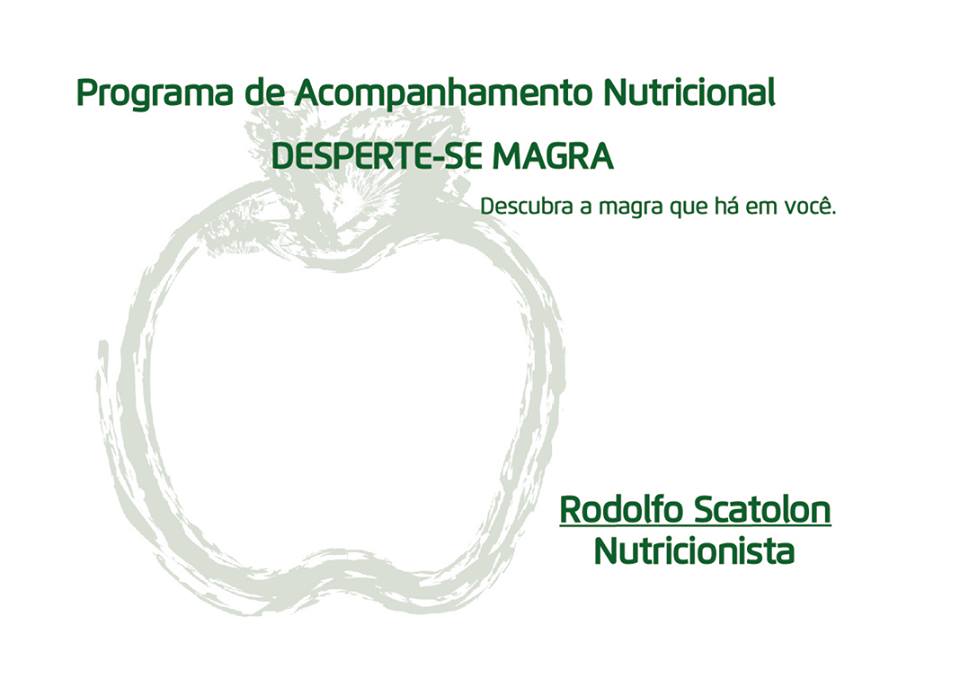 Programa de Acompanhamento Nutricional
DESPERTE-SE MAGRA
Descubra a magra que há em você.
Rodolfo Scatolon
Nutricionista